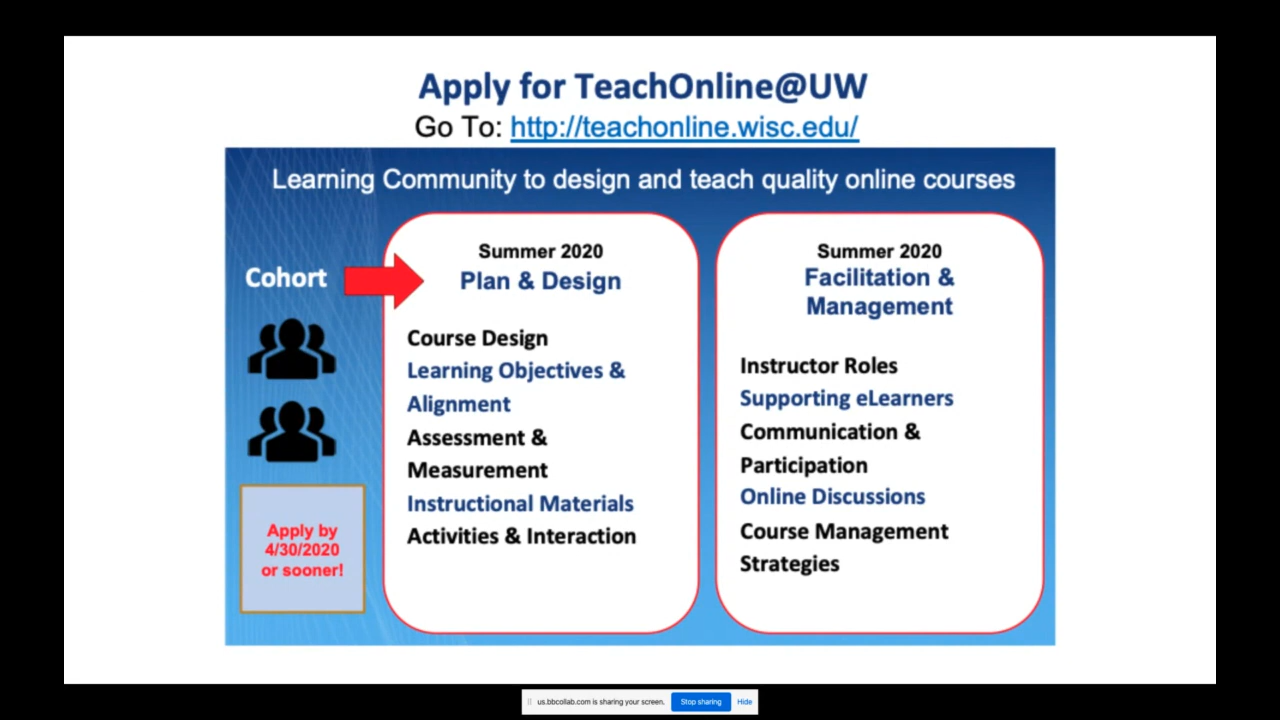 Apply for TeachOnline@UW
Go To: http://teachonline.wisc.edu/
Learning Community to design and teach quality online courses
Cohort
Apply by
4/30/2020
or sooner!
Summer 2020
Plan & Design
Course Design
Learning Objectives &
Alignment
Assessment &
Measurement
Instructional Materials
Activities & Interaction
Summer 2020
Facilitation &
Management
Instructor Roles
Supporting eLearners
Communication &
Participation
Online Discussions
Course Management
Strategies
us.bbcollab.com is sharing your screen. Stop sharing Hide